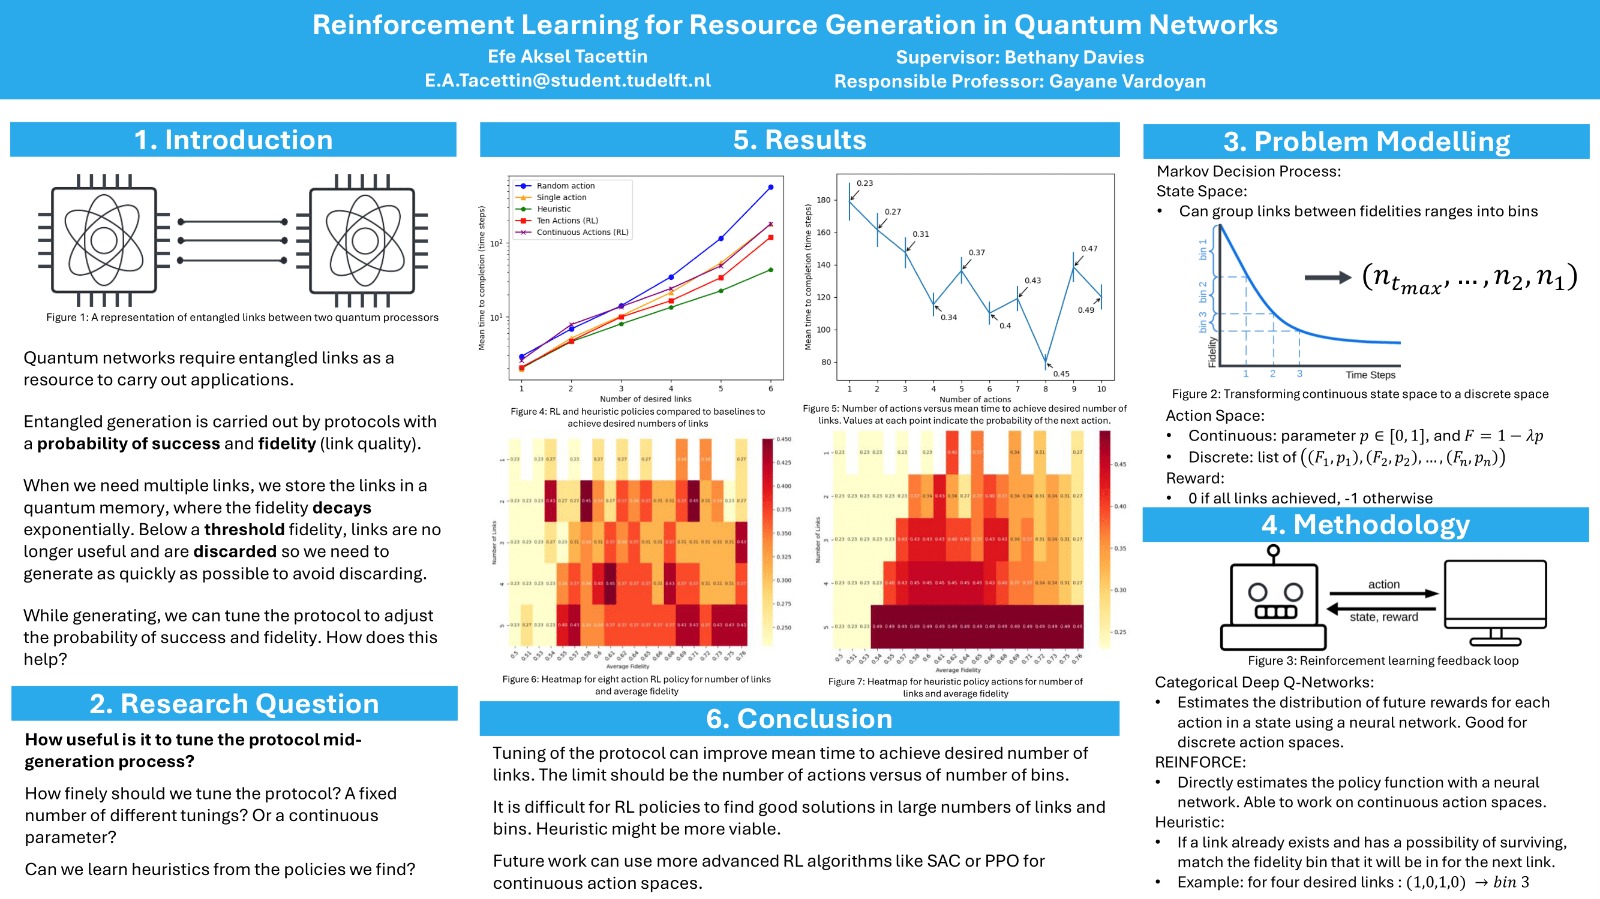 Reinforcement Learning for Resource Generation in Quantum Networks
Efe Aksel Tacettin
E.A.Tacettin@student.tudelft.nl
Supervisor: Bethany Davies
Responsible Professor: Gayane Vardoyan
1. Introduction
Figure 1: A representation of entangled links between two quantum processors
Quantum networks require entangled links as a
resource to carry out applications.
Entangled generation is carried out by protocols with
a probability of success and fidelity (link quality).
When we need multiple links, we store the links in a
quantum memory, where the fidelity decays
exponentially. Below a threshold fidelity, links are no
longer useful and are discarded so we need to
generate as quickly as possible to avoid discarding.
While generating, we can tune the protocol to adjust
the probability of success and fidelity. How does this
help?
2. Research Question
How useful is it to tune the protocol mid-
generation process?
How finely should we tune the protocol? A fixed
number of different tunings? Or a continuous
parameter?
Can we learn heuristics from the policies we find?
5. Results
Random action
Single action
Heuristic
Ten Actions (RL)
Continuous Actions (RL)
Mean time to completion (time steps)
10²
10¹
1 2 3 4 5 6
Number of desired links
Figure 4: RL and heuristic policies compared to baselines to
achieve desired numbers of links
Mean time to completion (time steps)
180
160
140
120
100
80
0.23
0.27
0.31
0.34
0.37
0.4
0.43
0.45
0.47
0.49
1 2 3 4 5 6 7 8 9 10
Number of actions
Figure 5: Number of actions versus mean time to achieve desired number of
links. Values at each point indicate the probability of the next action.
Number of Links
0.450
0.425
0.400
0.375
0.350
0.325
0.300
0.275
0.250
Average Fidelity
Figure 6: Heatmap for eight action RL policy for number of links
and average fidelity
Number of Links
0.45
0.40
0.35
0.30
0.25
Average Fidelity
Figure 7: Heatmap for heuristic policy actions for number of
links and average fidelity
6. Conclusion
Tuning of the protocol can improve mean time to achieve desired number of
links. The limit should be the number of actions versus of number of bins.
It is difficult for RL policies to find good solutions in large numbers of links and
bins. Heuristic might be more viable.
Future work can use more advanced RL algorithms like SAC or PPO for
continuous action spaces.
3. Problem Modelling
Markov Decision Process:
State Space:
• Can group links between fidelities ranges into bins
bin 1
bin 2
bin 3
Fidelity
1 2 3
Time Steps
(n_{t_{max}}, ... , n₂, n₁)
Figure 2: Transforming continuous state space to a discrete space
Action Space:
• Continuous: parameter p ∈ [0, 1], and F = 1 − λp
• Discrete: list of ((F₁, p₁), (F₂, p₂), ..., (Fₙ, pₙ))
Reward:
• 0 if all links achieved, -1 otherwise
4. Methodology
action
state, reward
Figure 3: Reinforcement learning feedback loop
Categorical Deep Q-Networks:
• Estimates the distribution of future rewards for each
action in a state using a neural network. Good for
discrete action spaces.
REINFORCE:
• Directly estimates the policy function with a neural
network. Able to work on continuous action spaces.
Heuristic:
• If a link already exists and has a possibility of surviving,
match the fidelity bin that it will be in for the next link.
• Example: for four desired links : (1,0,1,0) → bin 3